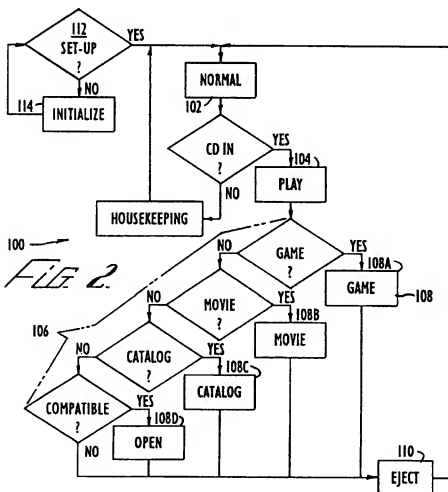 112
SET-UP
?
YES
NO
114
INITIALIZE
NORMAL
102
CD IN
?
YES
NO
104
PLAY
HOUSEKEEPING
100
FIG. 2.
GAME
?
NO
YES
108A
GAME
108
MOVIE
?
NO
YES
108B
MOVIE
106
CATALOG
?
NO
YES
108C
CATALOG
COMPATIBLE
?
YES
NO
108D
OPEN
110
EJECT